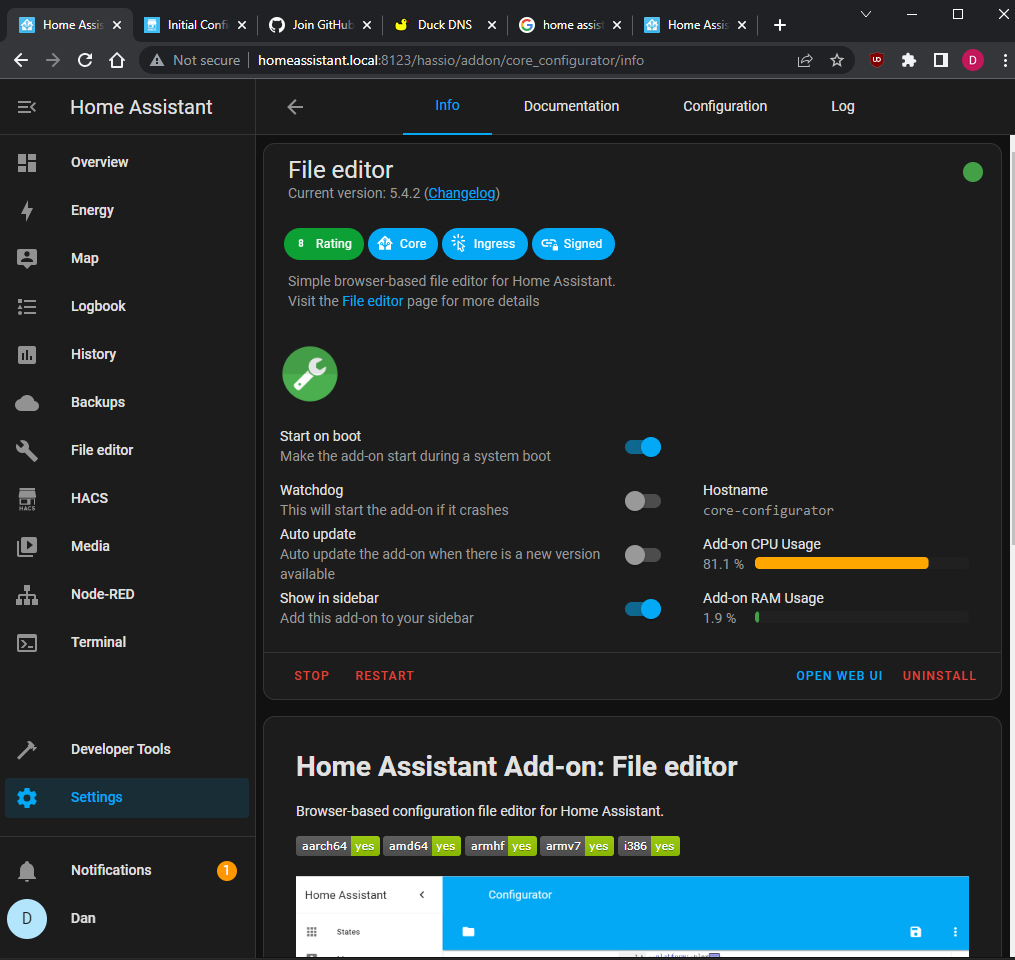 Home Assis
Initial Confi
Join GitHub
Duck DNS
home assist
Home Assis
Not secure
homeassistant.local:8123/hassio/addon/core_configurator/info
UD
D
Home Assistant
Info
Documentation
Configuration
Log
Overview
Energy
Map
Logbook
History
Backups
File editor
HACS
HACS
Media
Node-RED
Terminal
Developer Tools
Settings
Notifications
1
D
Dan
File editor
Current version: 5.4.2 (Changelog)
8 Rating
Core
Ingress
Signed
Simple browser-based file editor for Home Assistant.
Visit the File editor page for more details
Start on boot
Make the add-on start during a system boot
Watchdog
This will start the add-on if it crashes
Auto update
Auto update the add-on when there is a new version
available
Show in sidebar
Add this add-on to your sidebar
Hostname
core-configurator
Add-on CPU Usage
81.1 %
Add-on RAM Usage
1.9 %
STOP
RESTART
OPEN WEB UI
UNINSTALL
Home Assistant Add-on: File editor
Browser-based configuration file editor for Home Assistant.
aarch64 yes
amd64 yes
armhf yes
armv7 yes
i386 yes
Home Assistant
Configurator
States